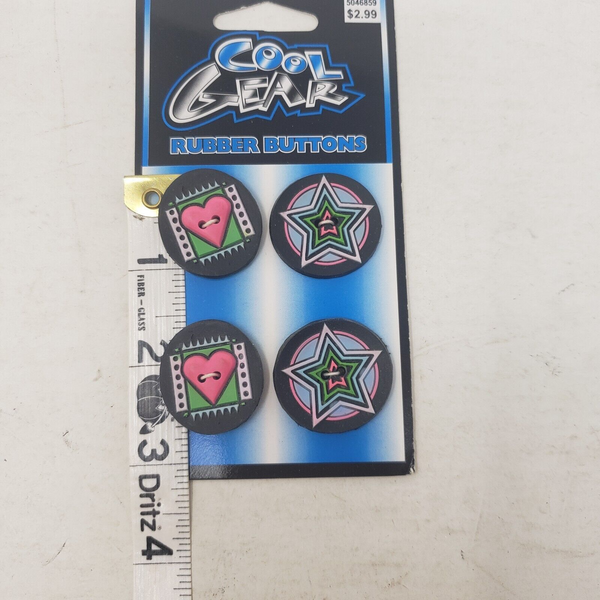 5046859
$2.99
COOL
GEAR
RUBBER BUTTONS
1
FIBER-GLASS
2
3
Dritz
4